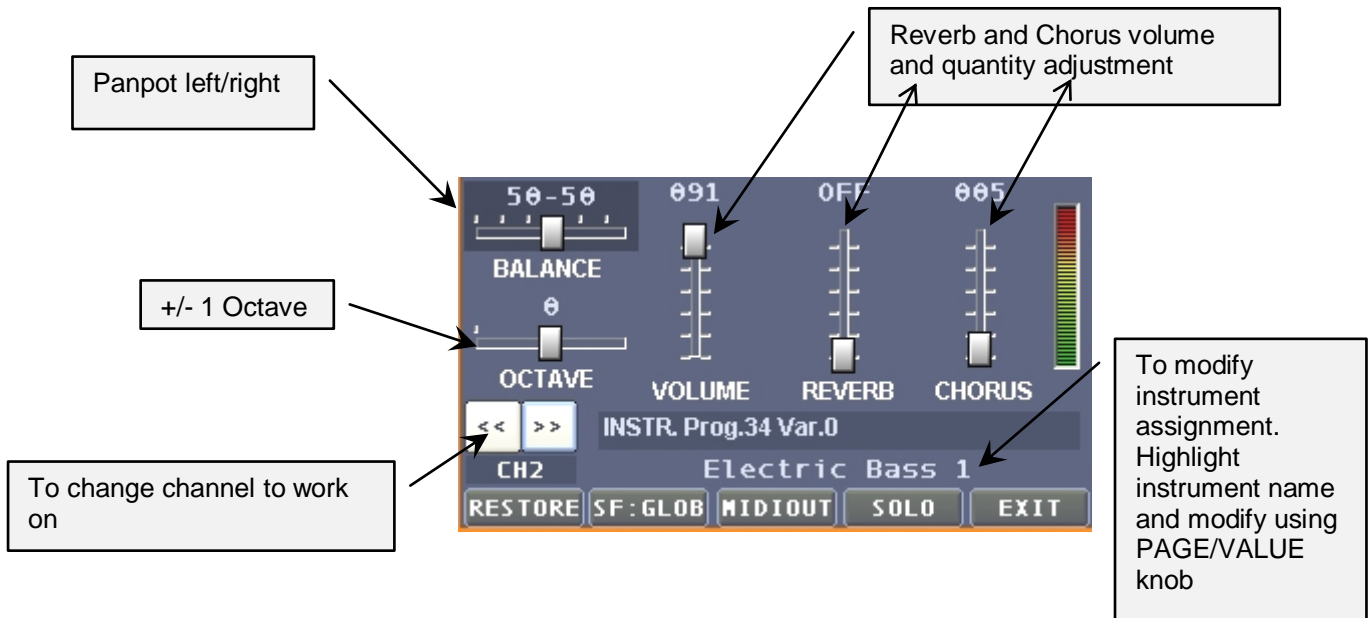 Reverb and Chorus volume
and quantity adjustment
Panpot left/right
50-50
091
OFF
005
BALANCE
+/- 1 Octave
0
OCTAVE
VOLUME
REVERB
CHORUS
To modify
instrument
assignment.
Highlight
instrument name
and modify using
PAGE/VALUE
knob
<< >>
INSTR. Prog.34 Var.0
CH2
Electric Bass 1
To change channel to work
on
RESTORE SF:GLOB MIDIOUT SOLO EXIT